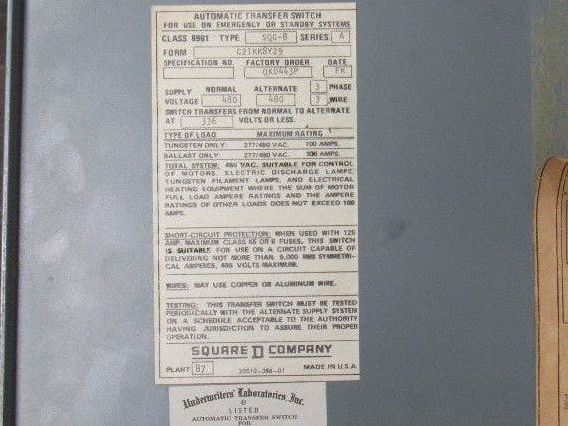 AUTOMATIC TRANSFER SWITCH
FOR USE ON EMERGENCY OR STANDBY SYSTEMS
CLASS 8981 TYPE SQG-B SERIES A
FORM C21KKBY29
SPECIFICATION NO. FACTORY ORDER DATE
QK0443P FK
SUPPLY NORMAL ALTERNATE 3 PHASE
VOLTAGE 480 480 3 WIRE
SWITCH TRANSFERS FROM NORMAL TO ALTERNATE
AT 336 VOLTS OR LESS.
TYPE OF LOAD MAXIMUM RATING
TUNGSTEN ONLY 277/480 VAC. 100 AMPS.
BALLAST ONLY 277/480 VAC. 100 AMPS.
TOTAL SYSTEM: 480 VAC. SUITABLE FOR CONTROL
OF MOTORS, ELECTRIC DISCHARGE LAMPS,
TUNGSTEN FILAMENT LAMPS, AND ELECTRICAL
HEATING EQUIPMENT WHERE THE SUM OF MOTOR
FULL LOAD AMPERE RATINGS AND THE AMPERE
RATINGS OF OTHER LOADS DOES NOT EXCEED 100
AMPS.
SHORT-CIRCUIT PROTECTION: WHEN USED WITH 125
AMP. MAXIMUM CLASS K5 OR K FUSES, THIS SWITCH
IS SUITABLE FOR USE ON A CIRCUIT CAPABLE OF
DELIVERING NOT MORE THAN 5,000 RMS SYMMETRI-
CAL AMPERES, 480 VOLTS MAXIMUM.
WIRES: MAY USE COPPER OR ALUMINUM WIRE.
TESTING: THIS TRANSFER SWITCH MUST BE TESTED
PERIODICALLY WITH THE ALTERNATE SUPPLY SYSTEM
ON A SCHEDULE ACCEPTABLE TO THE AUTHORITY
HAVING JURISDICTION TO ASSURE THEIR PROPER
OPERATION.
SQUARE D COMPANY
PLANT 87 30010-386-01 MADE IN U.S.A
Underwriters' Laboratories, Inc.
LISTED
AUTOMATIC TRANSFER SWITCH
FOR